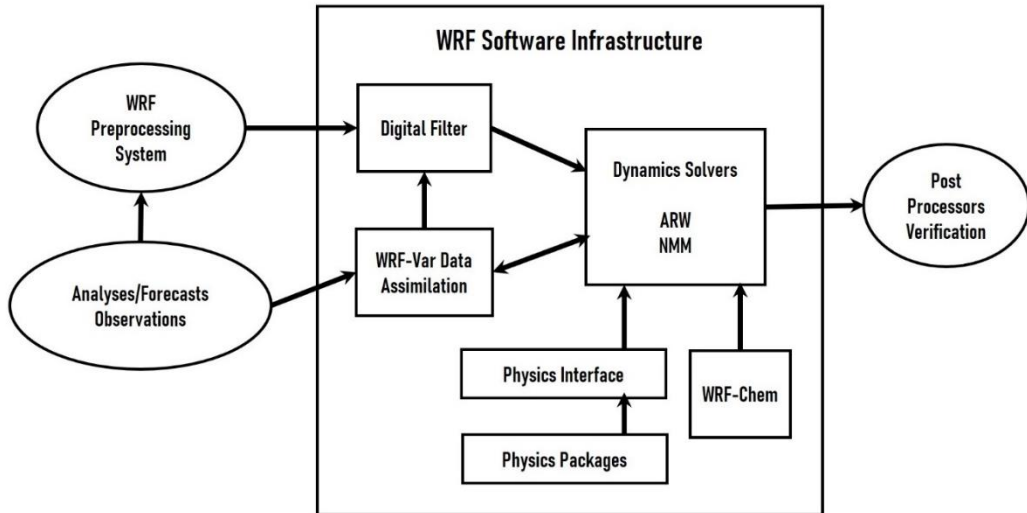 WRF Software Infrastructure
WRF
Preprocessing
System
Digital Filter
Dynamics Solvers
ARW
NMM
Post
Processors
Verification
Analyses/Forecasts
Observations
WRF-Var Data
Assimilation
Physics Interface
WRF-Chem
Physics Packages